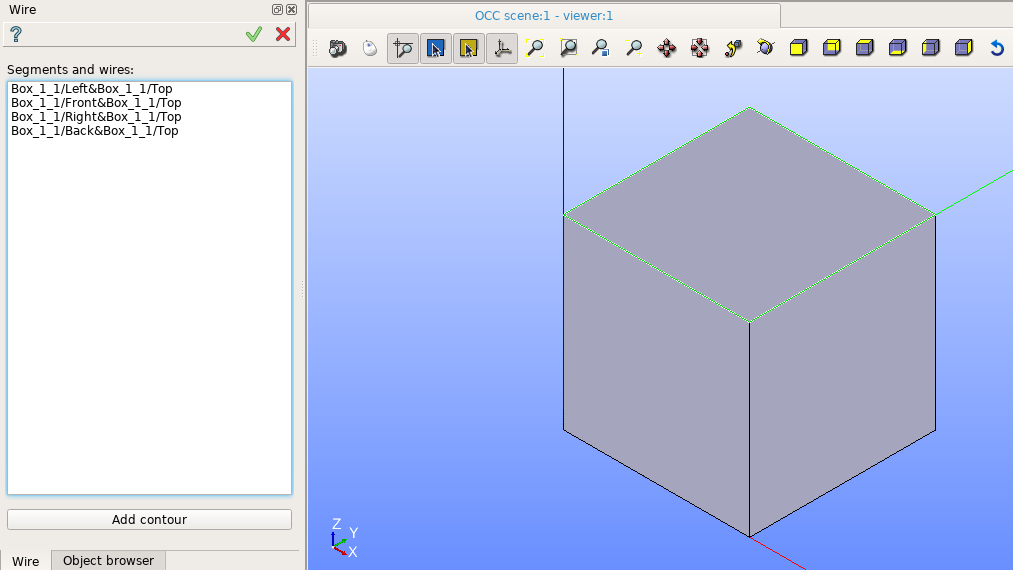 Wire
OCC scene:1 - viewer:1
?
Segments and wires:
Box_1_1/Left&Box_1_1/Top
Box_1_1/Front&Box_1_1/Top
Box_1_1/Right&Box_1_1/Top
Box_1_1/Back&Box_1_1/Top
Add contour
Wire
Object browser
Z
Y
X